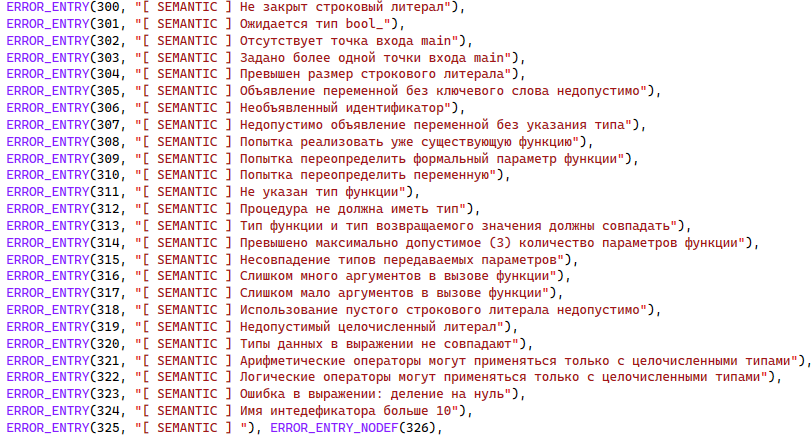 ERROR_ENTRY(300, "[ SEMANTIC ] Не закрыт строковый литерал"),
ERROR_ENTRY(301, "[ SEMANTIC ] Ожидается тип bool_"),
ERROR_ENTRY(302, "[ SEMANTIC ] Отсутствует точка входа main"),
ERROR_ENTRY(303, "[ SEMANTIC ] Задано более одной точки входа main"),
ERROR_ENTRY(304, "[ SEMANTIC ] Превышен размер строкового литерала"),
ERROR_ENTRY(305, "[ SEMANTIC ] Объявление переменной без ключевого слова недопустимо"),
ERROR_ENTRY(306, "[ SEMANTIC ] Необъявленный идентификатор"),
ERROR_ENTRY(307, "[ SEMANTIC ] Недопустимо объявление переменной без указания типа"),
ERROR_ENTRY(308, "[ SEMANTIC ] Попытка реализовать уже существующую функцию"),
ERROR_ENTRY(309, "[ SEMANTIC ] Попытка переопределить формальный параметр функции"),
ERROR_ENTRY(310, "[ SEMANTIC ] Попытка переопределить переменную"),
ERROR_ENTRY(311, "[ SEMANTIC ] Не указан тип функции"),
ERROR_ENTRY(312, "[ SEMANTIC ] Процедура не должна иметь тип"),
ERROR_ENTRY(313, "[ SEMANTIC ] Тип функции и тип возвращаемого значения должны совпадать"),
ERROR_ENTRY(314, "[ SEMANTIC ] Превышено максимально допустимое (3) количество параметров функции"),
ERROR_ENTRY(315, "[ SEMANTIC ] Несовпадение типов передаваемых параметров"),
ERROR_ENTRY(316, "[ SEMANTIC ] Слишком много аргументов в вызове функции"),
ERROR_ENTRY(317, "[ SEMANTIC ] Слишком мало аргументов в вызове функции"),
ERROR_ENTRY(318, "[ SEMANTIC ] Использование пустого строкового литерала недопустимо"),
ERROR_ENTRY(319, "[ SEMANTIC ] Недопустимый целочисленный литерал"),
ERROR_ENTRY(320, "[ SEMANTIC ] Типы данных в выражении не совпадают"),
ERROR_ENTRY(321, "[ SEMANTIC ] Арифметические операторы могут применяться только с целочисленными типами"),
ERROR_ENTRY(322, "[ SEMANTIC ] Логические операторы могут применяться только с целочисленными типами"),
ERROR_ENTRY(323, "[ SEMANTIC ] Ошибка в выражении: деление на нуль"),
ERROR_ENTRY(324, "[ SEMANTIC ] Имя интедефикатора больше 10"),
ERROR_ENTRY(325, "[ SEMANTIC ] "), ERROR_ENTRY_NODEF(326),